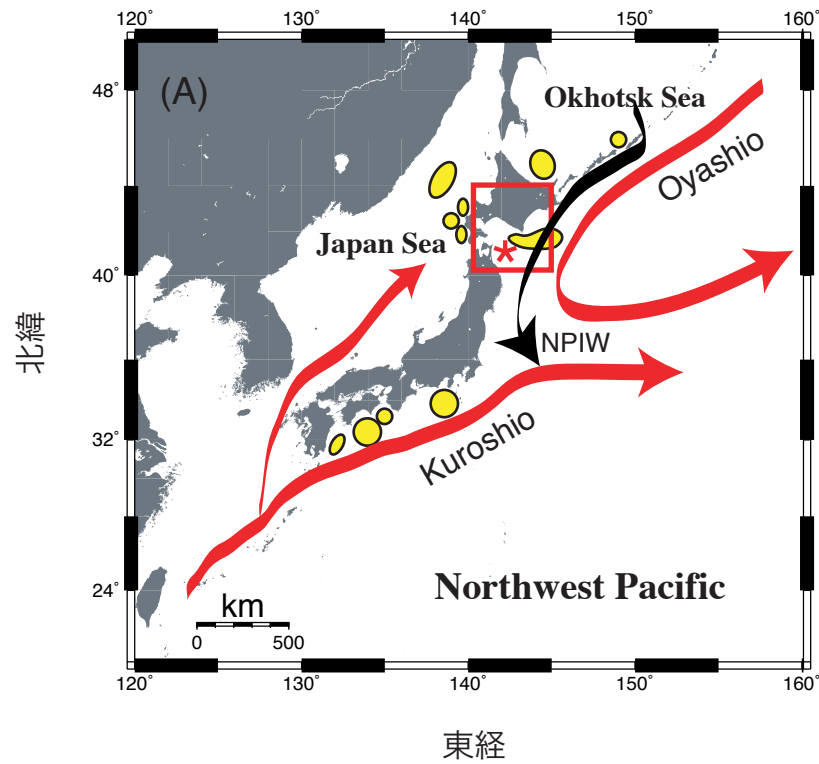 120° 130° 140° 150° 160°
(A)
48°
Okhotsk Sea
Oyashio
Japan Sea
40°
北緯
NPIW
32°
Kuroshio
24°
Northwest Pacific
km
0 500
120° 130° 140° 150° 160°
東経